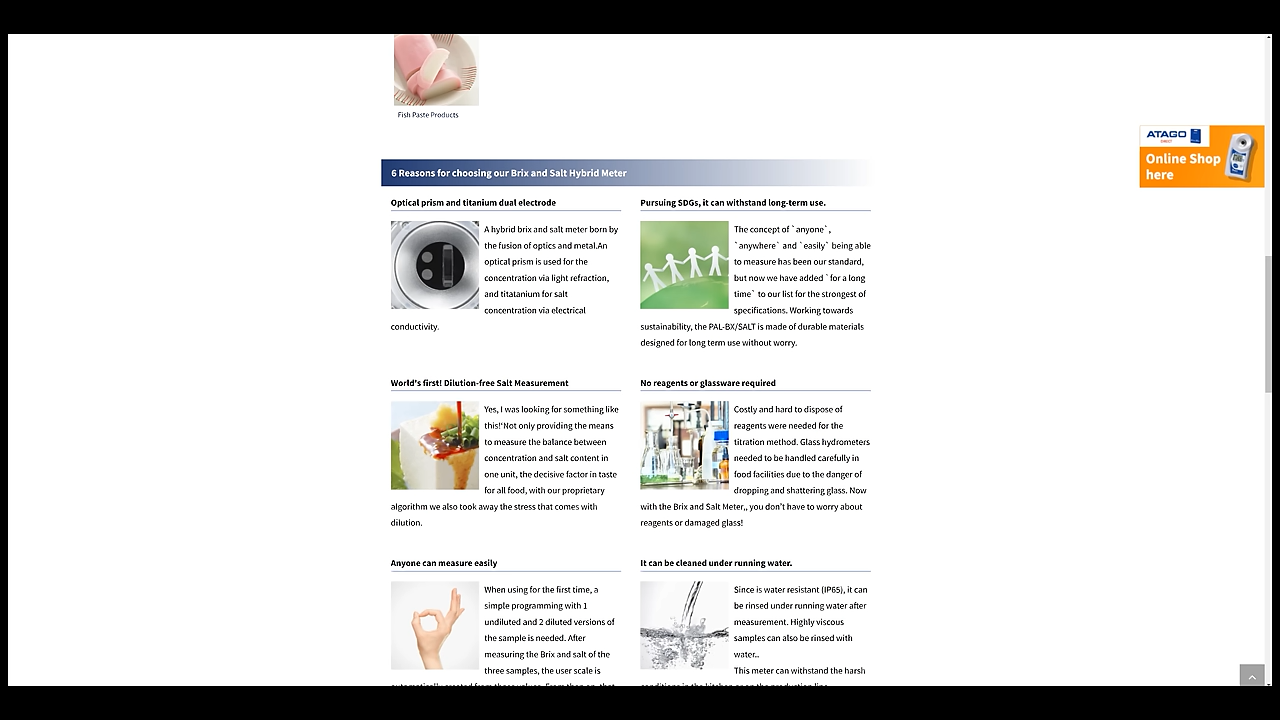 Fish Paste Products
ATAGO
DIRECT
Online Shop
here
6 Reasons for choosing our Brix and Salt Hybrid Meter
Optical prism and titanium dual electrode
A hybrid brix and salt meter born by
the fusion of optics and metal.An
optical prism is used for the
concentration via light refraction,
and titatanium for salt
concentration via electrical
conductivity.
Pursuing SDGs, it can withstand long-term use.
The concept of `anyone`,
`anywhere` and `easily` being able
to measure has been our standard,
but now we have added `for a long
time` to our list for the strongest of
specifications. Working towards
sustainability, the PAL-BX/SALT is made of durable materials
designed for long term use without worry.
World's first! Dilution-free Salt Measurement
Yes, I was looking for something like
this!'Not only providing the means
to measure the balance between
concentration and salt content in
one unit, the decisive factor in taste
for all food, with our proprietary
algorithm we also took away the stress that comes with
dilution.
No reagents or glassware required
Costly and hard to dispose of
reagents were needed for the
titration method. Glass hydrometers
needed to be handled carefully in
food facilities due to the danger of
dropping and shattering glass. Now
with the Brix and Salt Meter,, you don't have to worry about
reagents or damaged glass!
Anyone can measure easily
When using for the first time, a
simple programming with 1
undiluted and 2 diluted versions of
the sample is needed. After
measuring the Brix and salt of the
three samples, the user scale is
It can be cleaned under running water.
Since is water resistant (IP65), it can
be rinsed under running water after
measurement. Highly viscous
samples can also be rinsed with
water..
This meter can withstand the harsh